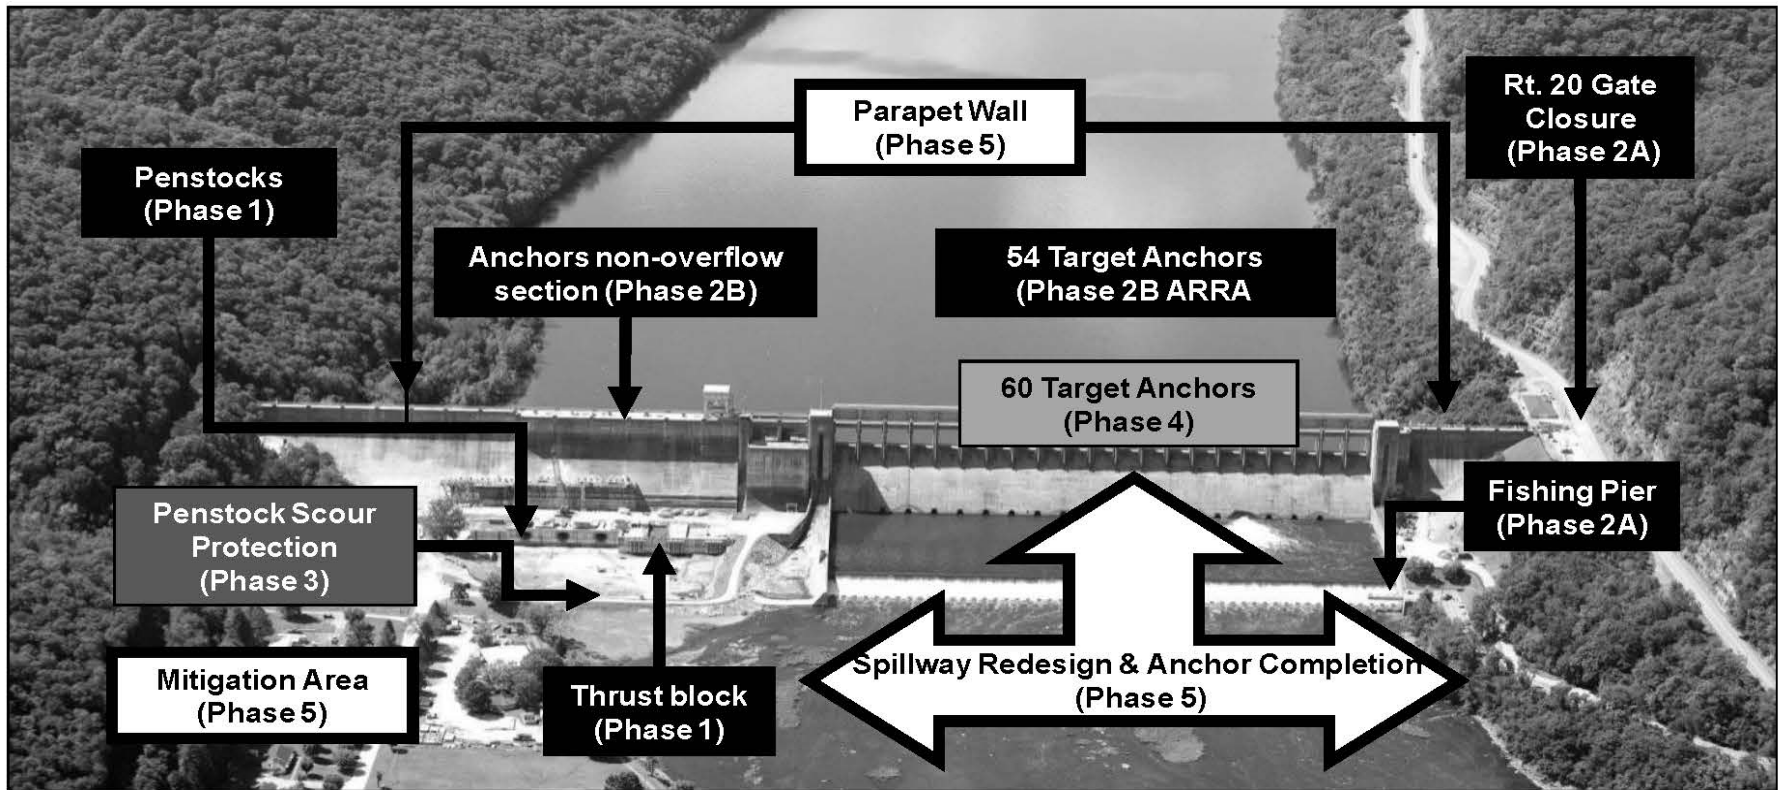 Parapet Wall
(Phase 5)
Rt. 20 Gate
Closure
(Phase 2A)
Penstocks
(Phase 1)
Anchors non-overflow
section (Phase 2B)
54 Target Anchors
(Phase 2B ARRA
60 Target Anchors
(Phase 4)
Fishing Pier
(Phase 2A)
Penstock Scour
Protection
(Phase 3)
Mitigation Area
(Phase 5)
Thrust block
(Phase 1)
Spillway Redesign & Anchor Completion
(Phase 5)